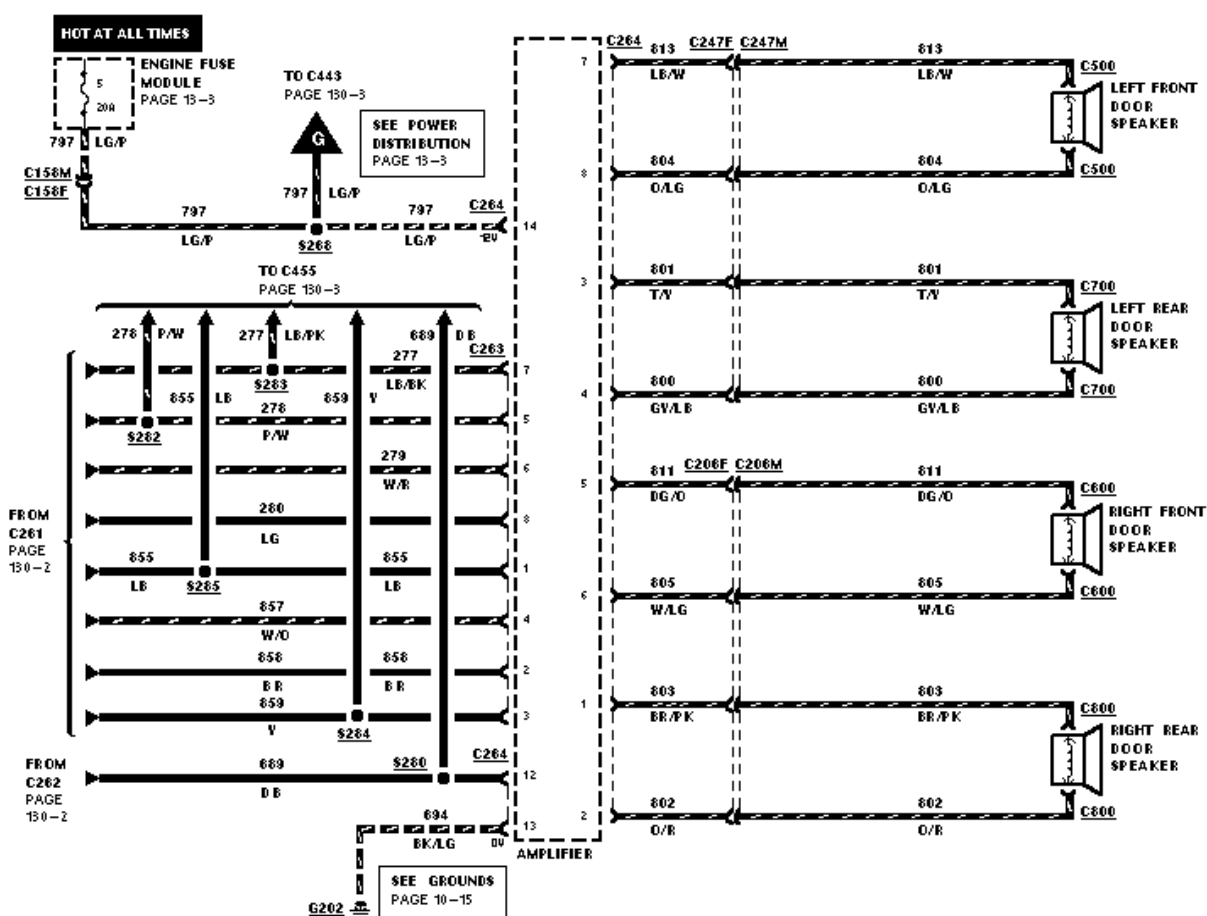 HOT AT ALL TIMES
5
20A
ENGINE FUSE
MODULE
PAGE 13-3
797 LG/P
C158M
C158F
797
LG/P
TO C443
PAGE 130-3
G
797 LG/P
S268
SEE POWER
DISTRIBUTION
PAGE 13-3
797
LG/P
C264
14
TO C455
PAGE 130-3
278 P/W
277 LB/PK
689 DB
C263
277
LB/BK
7
S283
855 LB
859 V
278
P/W
5
S282
279
W/R
6
280
LG
8
855
LB
S285
855
LB
1
857
W/O
4
858
BR
858
BR
2
859
V
S284
3
FROM
C261
PAGE
130-2
FROM
C262
PAGE
130-2
689
DB
S280
C264
12
694
BK/LG
0V
13
G202
SEE GROUNDS
PAGE 10-15
AMPLIFIER
C264
C247F C247M
7
813
LB/W
813
LB/W
C500
LEFT FRONT
DOOR
SPEAKER
8
804
O/LG
804
O/LG
C500
3
801
T/Y
801
T/Y
C700
LEFT REAR
DOOR
SPEAKER
4
800
GY/LB
800
GY/LB
C700
C206F C206M
5
811
DG/O
811
DG/O
C600
RIGHT FRONT
DOOR
SPEAKER
6
805
W/LG
805
W/LG
C600
1
803
BR/PK
803
BR/PK
C800
RIGHT REAR
DOOR
SPEAKER
2
802
O/R
802
O/R
C800